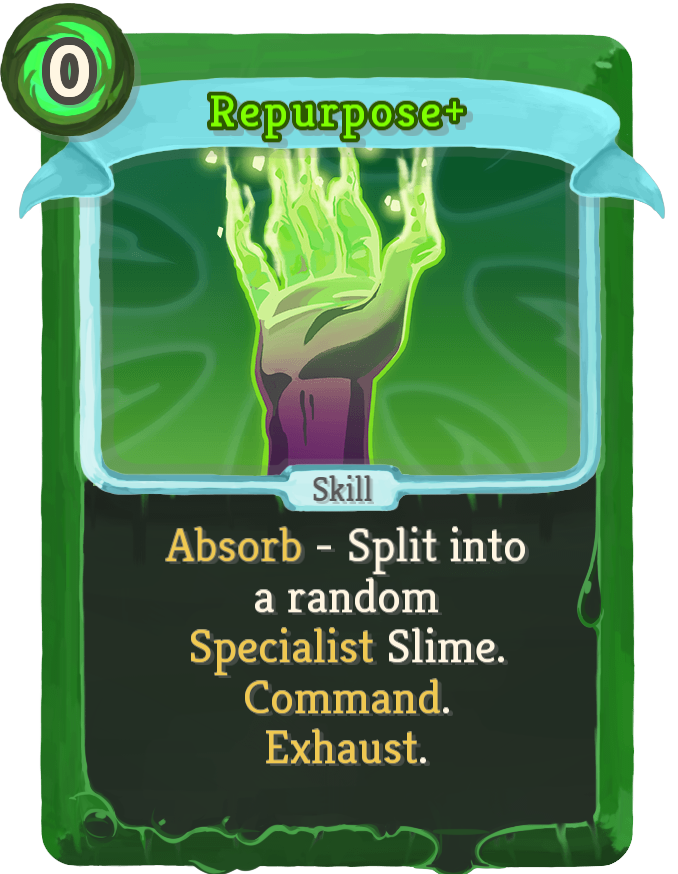 0
Repurpose+
Skill
Absorb - Split into
a random
Specialist Slime.
Command.
Exhaust.